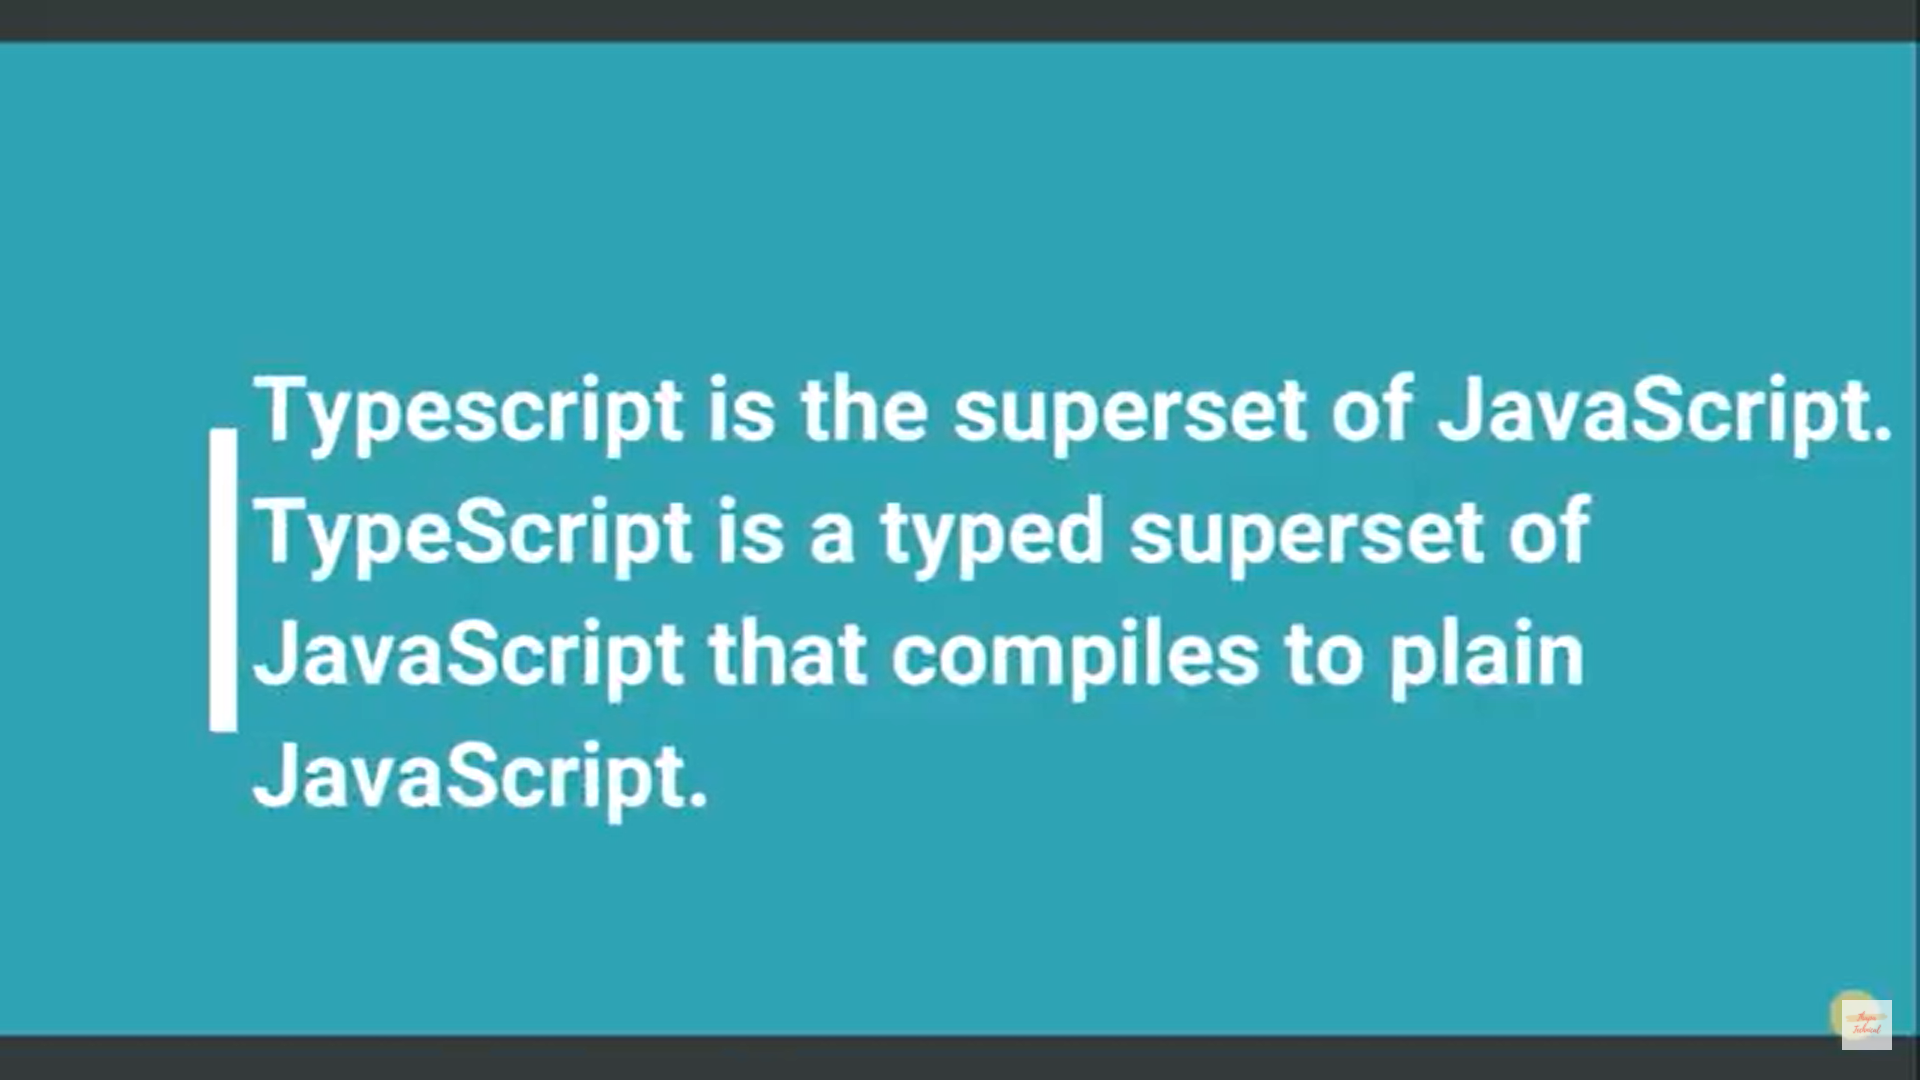 Typescript is the superset of JavaScript.
TypeScript is a typed superset of
JavaScript that compiles to plain
JavaScript.